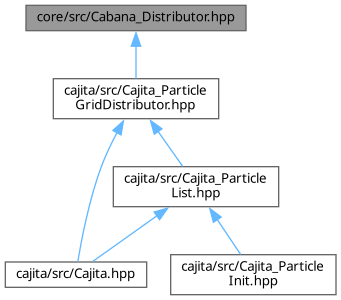 core/src/Cabana_Distributor.hpp
cajita/src/Cajita_Particle
GridDistributor.hpp
cajita/src/Cajita_Particle
List.hpp
cajita/src/Cajita.hpp
cajita/src/Cajita_Particle
Init.hpp